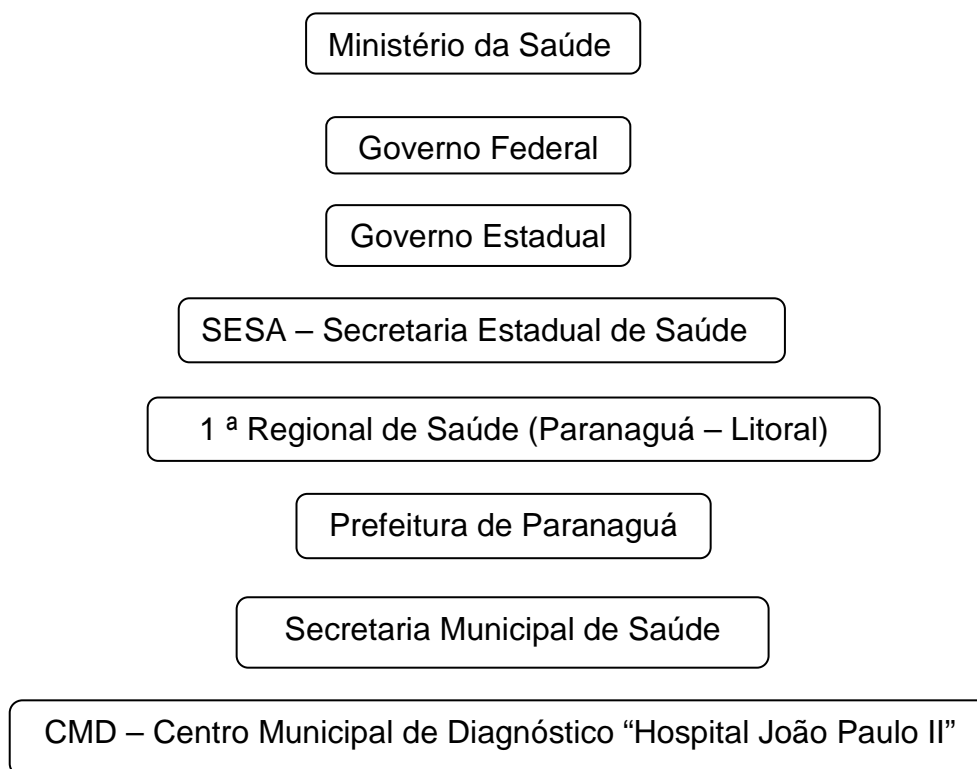 Ministério da Saúde
Governo Federal
Governo Estadual
SESA – Secretaria Estadual de Saúde
1 ª Regional de Saúde (Paranaguá – Litoral)
Prefeitura de Paranaguá
Secretaria Municipal de Saúde
CMD – Centro Municipal de Diagnóstico “Hospital João Paulo II”